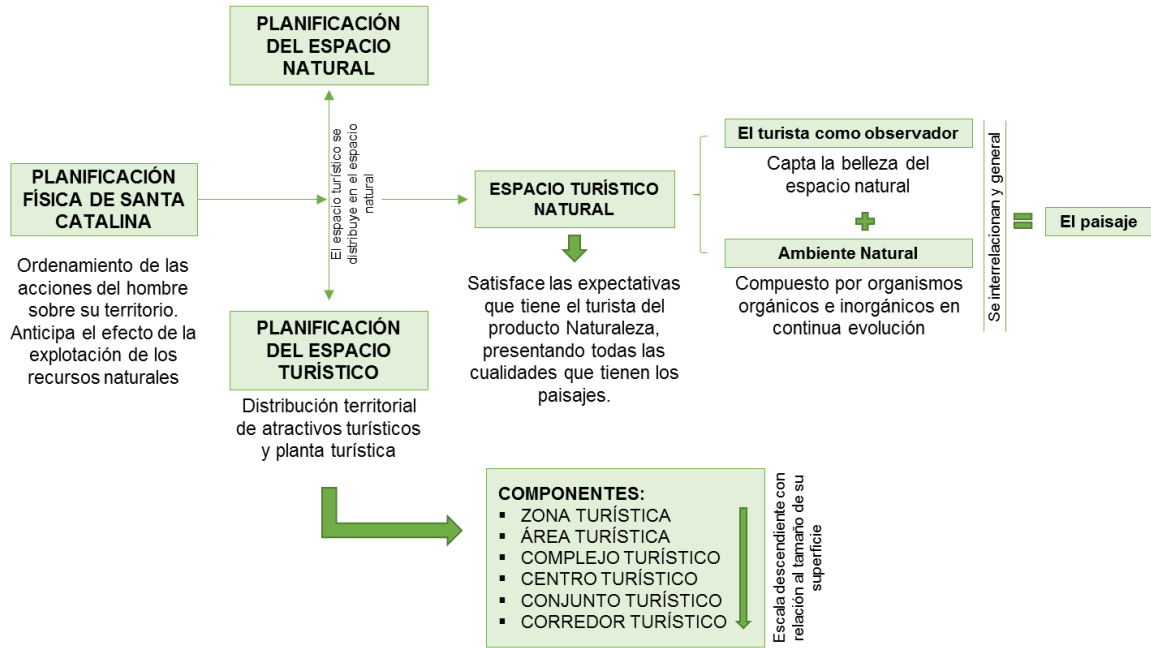 PLANIFICACIÓN
DEL ESPACIO
NATURAL
El espacio turístico se
distribuye en el espacio
natural
PLANIFICACIÓN
FÍSICA DE SANTA
CATALINA
Ordenamiento de las
acciones del hombre
sobre su territorio.
Anticipa el efecto de la
explotación de los
recursos naturales
PLANIFICACIÓN
DEL ESPACIO
TURÍSTICO
Distribución territorial
de atractivos turísticos
y planta turística
ESPACIO TURÍSTICO
NATURAL
Satisface las expectativas
que tiene el turista del
producto Naturaleza,
presentando todas las
cualidades que tienen los
paisajes.
El turista como observador
Capta la belleza del
espacio natural
Ambiente Natural
Compuesto por organismos
orgánicos e inorgánicos en
continua evolución
Se interrelacionan y general
El paisaje
COMPONENTES:
▪ ZONA TURÍSTICA
▪ ÁREA TURÍSTICA
▪ COMPLEJO TURÍSTICO
▪ CENTRO TURÍSTICO
▪ CONJUNTO TURÍSTICO
▪ CORREDOR TURÍSTICO
Escala descendiente con
relación al tamaño de su
superficie